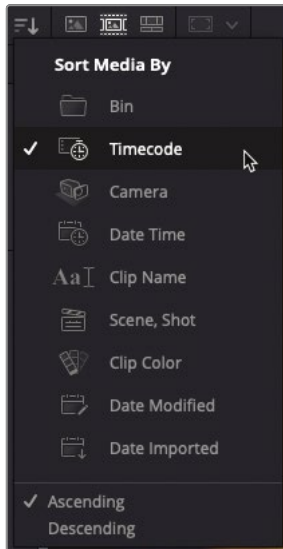 Sort Media By
Bin
Timecode
Camera
Date Time
Clip Name
Scene, Shot
Clip Color
Date Modified
Date Imported
Ascending
Descending